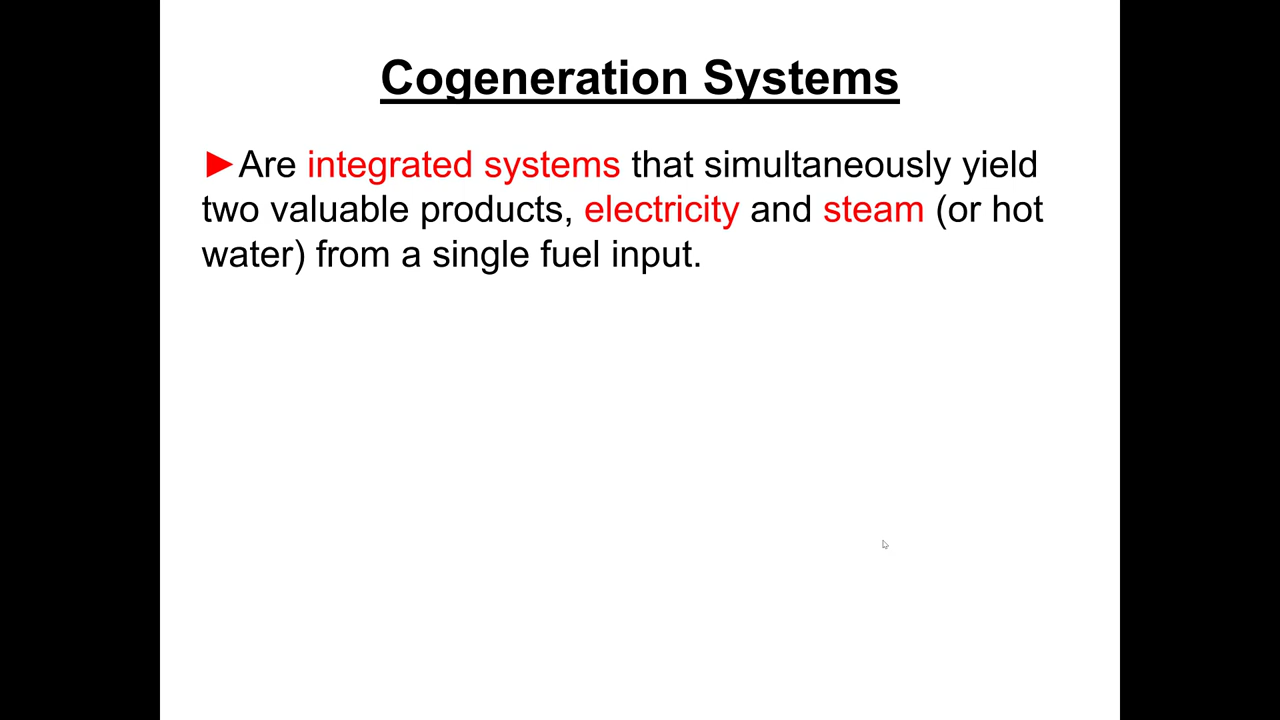 Cogeneration Systems
►Are integrated systems that simultaneously yield
two valuable products, electricity and steam (or hot
water) from a single fuel input.